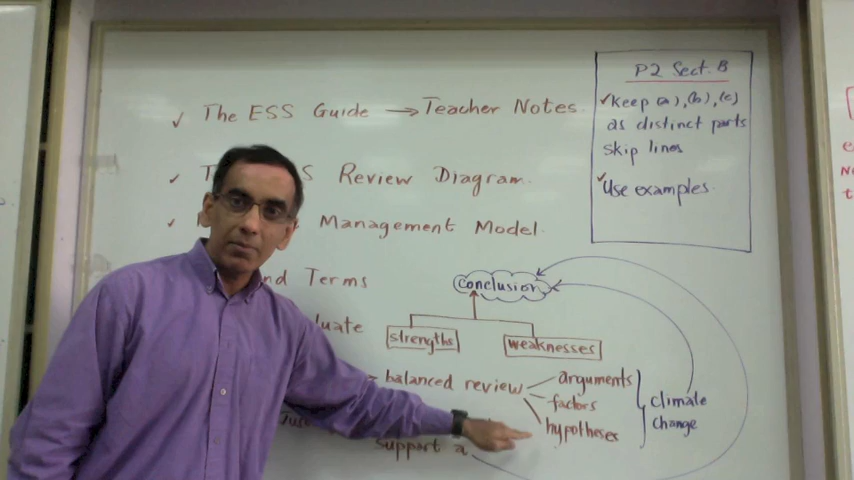 ✓ The ESS Guide → Teacher Notes.
✓ S Review Diagram.
✓ Management Model.
nd Terms
uate
conclusion
strengths
weaknesses
balanced review
arguments
factors
hypotheses
climate
change
support a
P2 Sect. B
✓ Keep (a), (b), (c)
as distinct parts
skip lines
✓ Use examples.